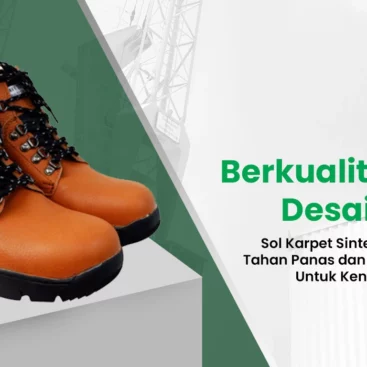 Berkualit
Desai
Sol Karpet Sinte
Tahan Panas dan
Untuk Ken